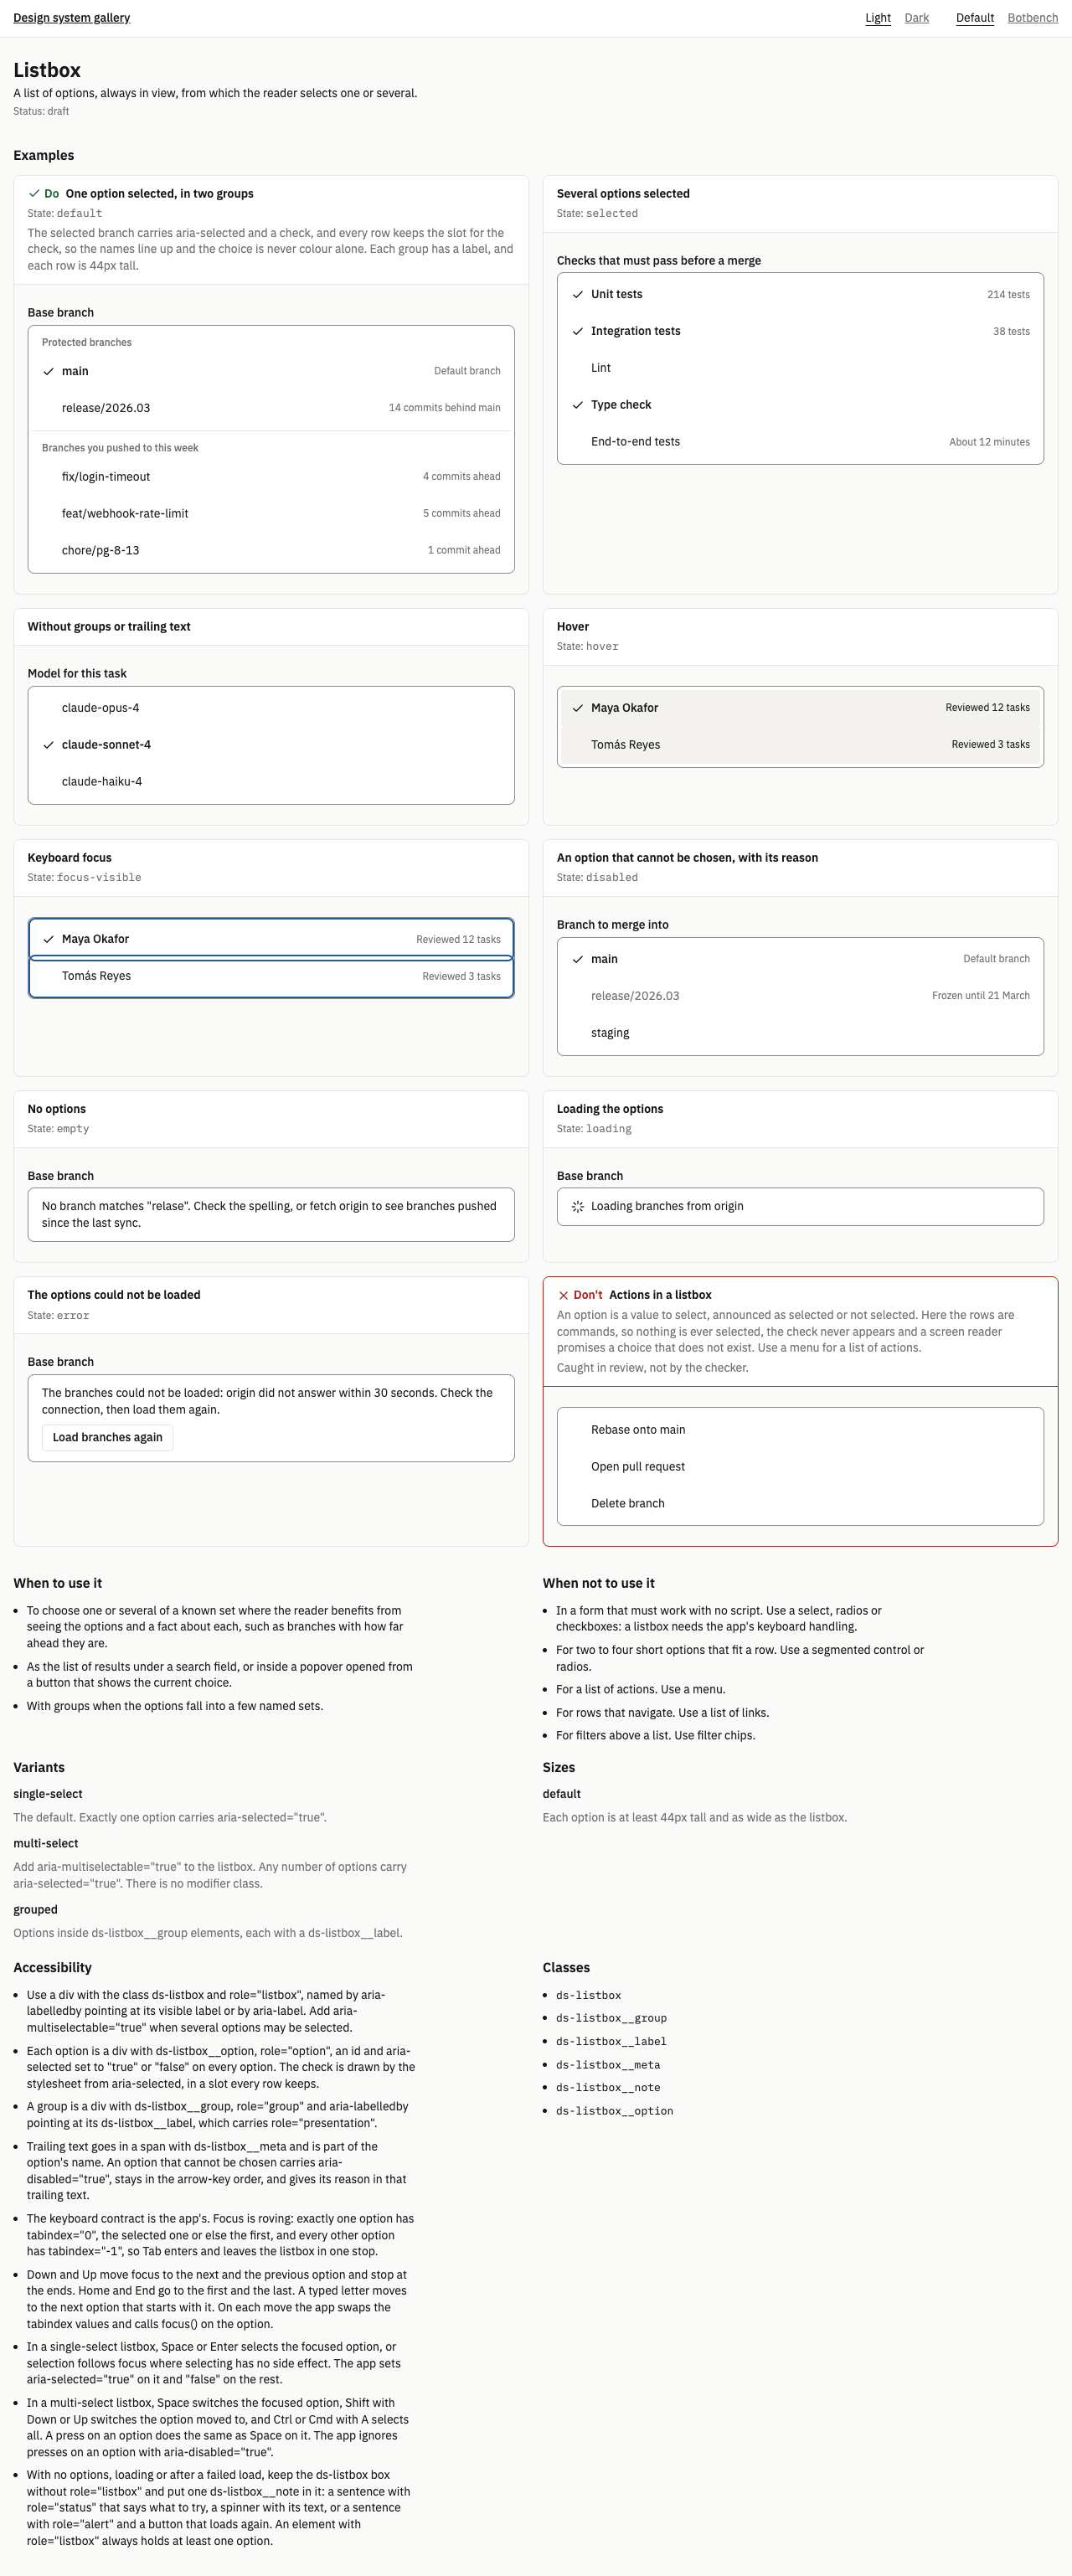 Design system gallery
Light Dark Default Botbench
Listbox
A list of options, always in view, from which the reader selects one or several.
Status: draft
Examples
Do One option selected, in two groups
State: default
The selected branch carries aria-selected and a check, and every row keeps the slot for the
check, so the names line up and the choice is never colour alone. Each group has a label, and
each row is 44px tall.
Base branch
Protected branches
main Default branch
release/2026.03 14 commits behind main
Branches you pushed to this week
fix/login-timeout 4 commits ahead
feat/webhook-rate-limit 5 commits ahead
chore/pg-8-13 1 commit ahead
Several options selected
State: selected
Checks that must pass before a merge
Unit tests 214 tests
Integration tests 38 tests
Lint
Type check
End-to-end tests About 12 minutes
Without groups or trailing text
Model for this task
claude-opus-4
claude-sonnet-4
claude-haiku-4
Hover
State: hover
Maya Okafor Reviewed 12 tasks
Tomás Reyes Reviewed 3 tasks
Keyboard focus
State: focus-visible
Maya Okafor Reviewed 12 tasks
Tomás Reyes Reviewed 3 tasks
An option that cannot be chosen, with its reason
State: disabled
Branch to merge into
main Default branch
release/2026.03 Frozen until 21 March
staging
No options
State: empty
Base branch
No branch matches "relase". Check the spelling, or fetch origin to see branches pushed
since the last sync.
Loading the options
State: loading
Base branch
Loading branches from origin
The options could not be loaded
State: error
Base branch
The branches could not be loaded: origin did not answer within 30 seconds. Check the
connection, then load them again.
Load branches again
Don't Actions in a listbox
An option is a value to select, announced as selected or not selected. Here the rows are
commands, so nothing is ever selected, the check never appears and a screen reader
promises a choice that does not exist. Use a menu for a list of actions.
Caught in review, not by the checker.
Rebase onto main
Open pull request
Delete branch
When to use it
To choose one or several of a known set where the reader benefits from
seeing the options and a fact about each, such as branches with how far
ahead they are.
As the list of results under a search field, or inside a popover opened from
a button that shows the current choice.
With groups when the options fall into a few named sets.
When not to use it
In a form that must work with no script. Use a select, radios or
checkboxes: a listbox needs the app's keyboard handling.
For two to four short options that fit a row. Use a segmented control or
radios.
For a list of actions. Use a menu.
For rows that navigate. Use a list of links.
For filters above a list. Use filter chips.
Variants
single-select
The default. Exactly one option carries aria-selected="true".
multi-select
Add aria-multiselectable="true" to the listbox. Any number of options carry
aria-selected="true". There is no modifier class.
grouped
Options inside ds-listbox__group elements, each with a ds-listbox__label.
Sizes
default
Each option is at least 44px tall and as wide as the listbox.
Accessibility
Use a div with the class ds-listbox and role="listbox", named by aria-
labelledby pointing at its visible label or by aria-label. Add aria-
multiselectable="true" when several options may be selected.
Each option is a div with ds-listbox__option, role="option", an id and aria-
selected set to "true" or "false" on every option. The check is drawn by the
stylesheet from aria-selected, in a slot every row keeps.
A group is a div with ds-listbox__group, role="group" and aria-labelledby
pointing at its ds-listbox__label, which carries role="presentation".
Trailing text goes in a span with ds-listbox__meta and is part of the
option's name. An option that cannot be chosen carries aria-
disabled="true", stays in the arrow-key order, and gives its reason in that
trailing text.
The keyboard contract is the app's. Focus is roving: exactly one option has
tabindex="0", the selected one or else the first, and every other option
has tabindex="-1", so Tab enters and leaves the listbox in one stop.
Down and Up move focus to the next and the previous option and stop at
the ends. Home and End go to the first and the last. A typed letter moves
to the next option that starts with it. On each move the app swaps the
tabindex values and calls focus() on the option.
In a single-select listbox, Space or Enter selects the focused option, or
selection follows focus where selecting has no side effect. The app sets
aria-selected="true" on it and "false" on the rest.
In a multi-select listbox, Space switches the focused option, Shift with
Down or Up switches the option moved to, and Ctrl or Cmd with A selects
all. A press on an option does the same as Space on it. The app ignores
presses on an option with aria-disabled="true".
With no options, loading or after a failed load, keep the ds-listbox box
without role="listbox" and put one ds-listbox__note in it: a sentence with
role="status" that says what to try, a spinner with its text, or a sentence
with role="alert" and a button that loads again. An element with
role="listbox" always holds at least one option.
Classes
ds-listbox
ds-listbox__group
ds-listbox__label
ds-listbox__meta
ds-listbox__note
ds-listbox__option